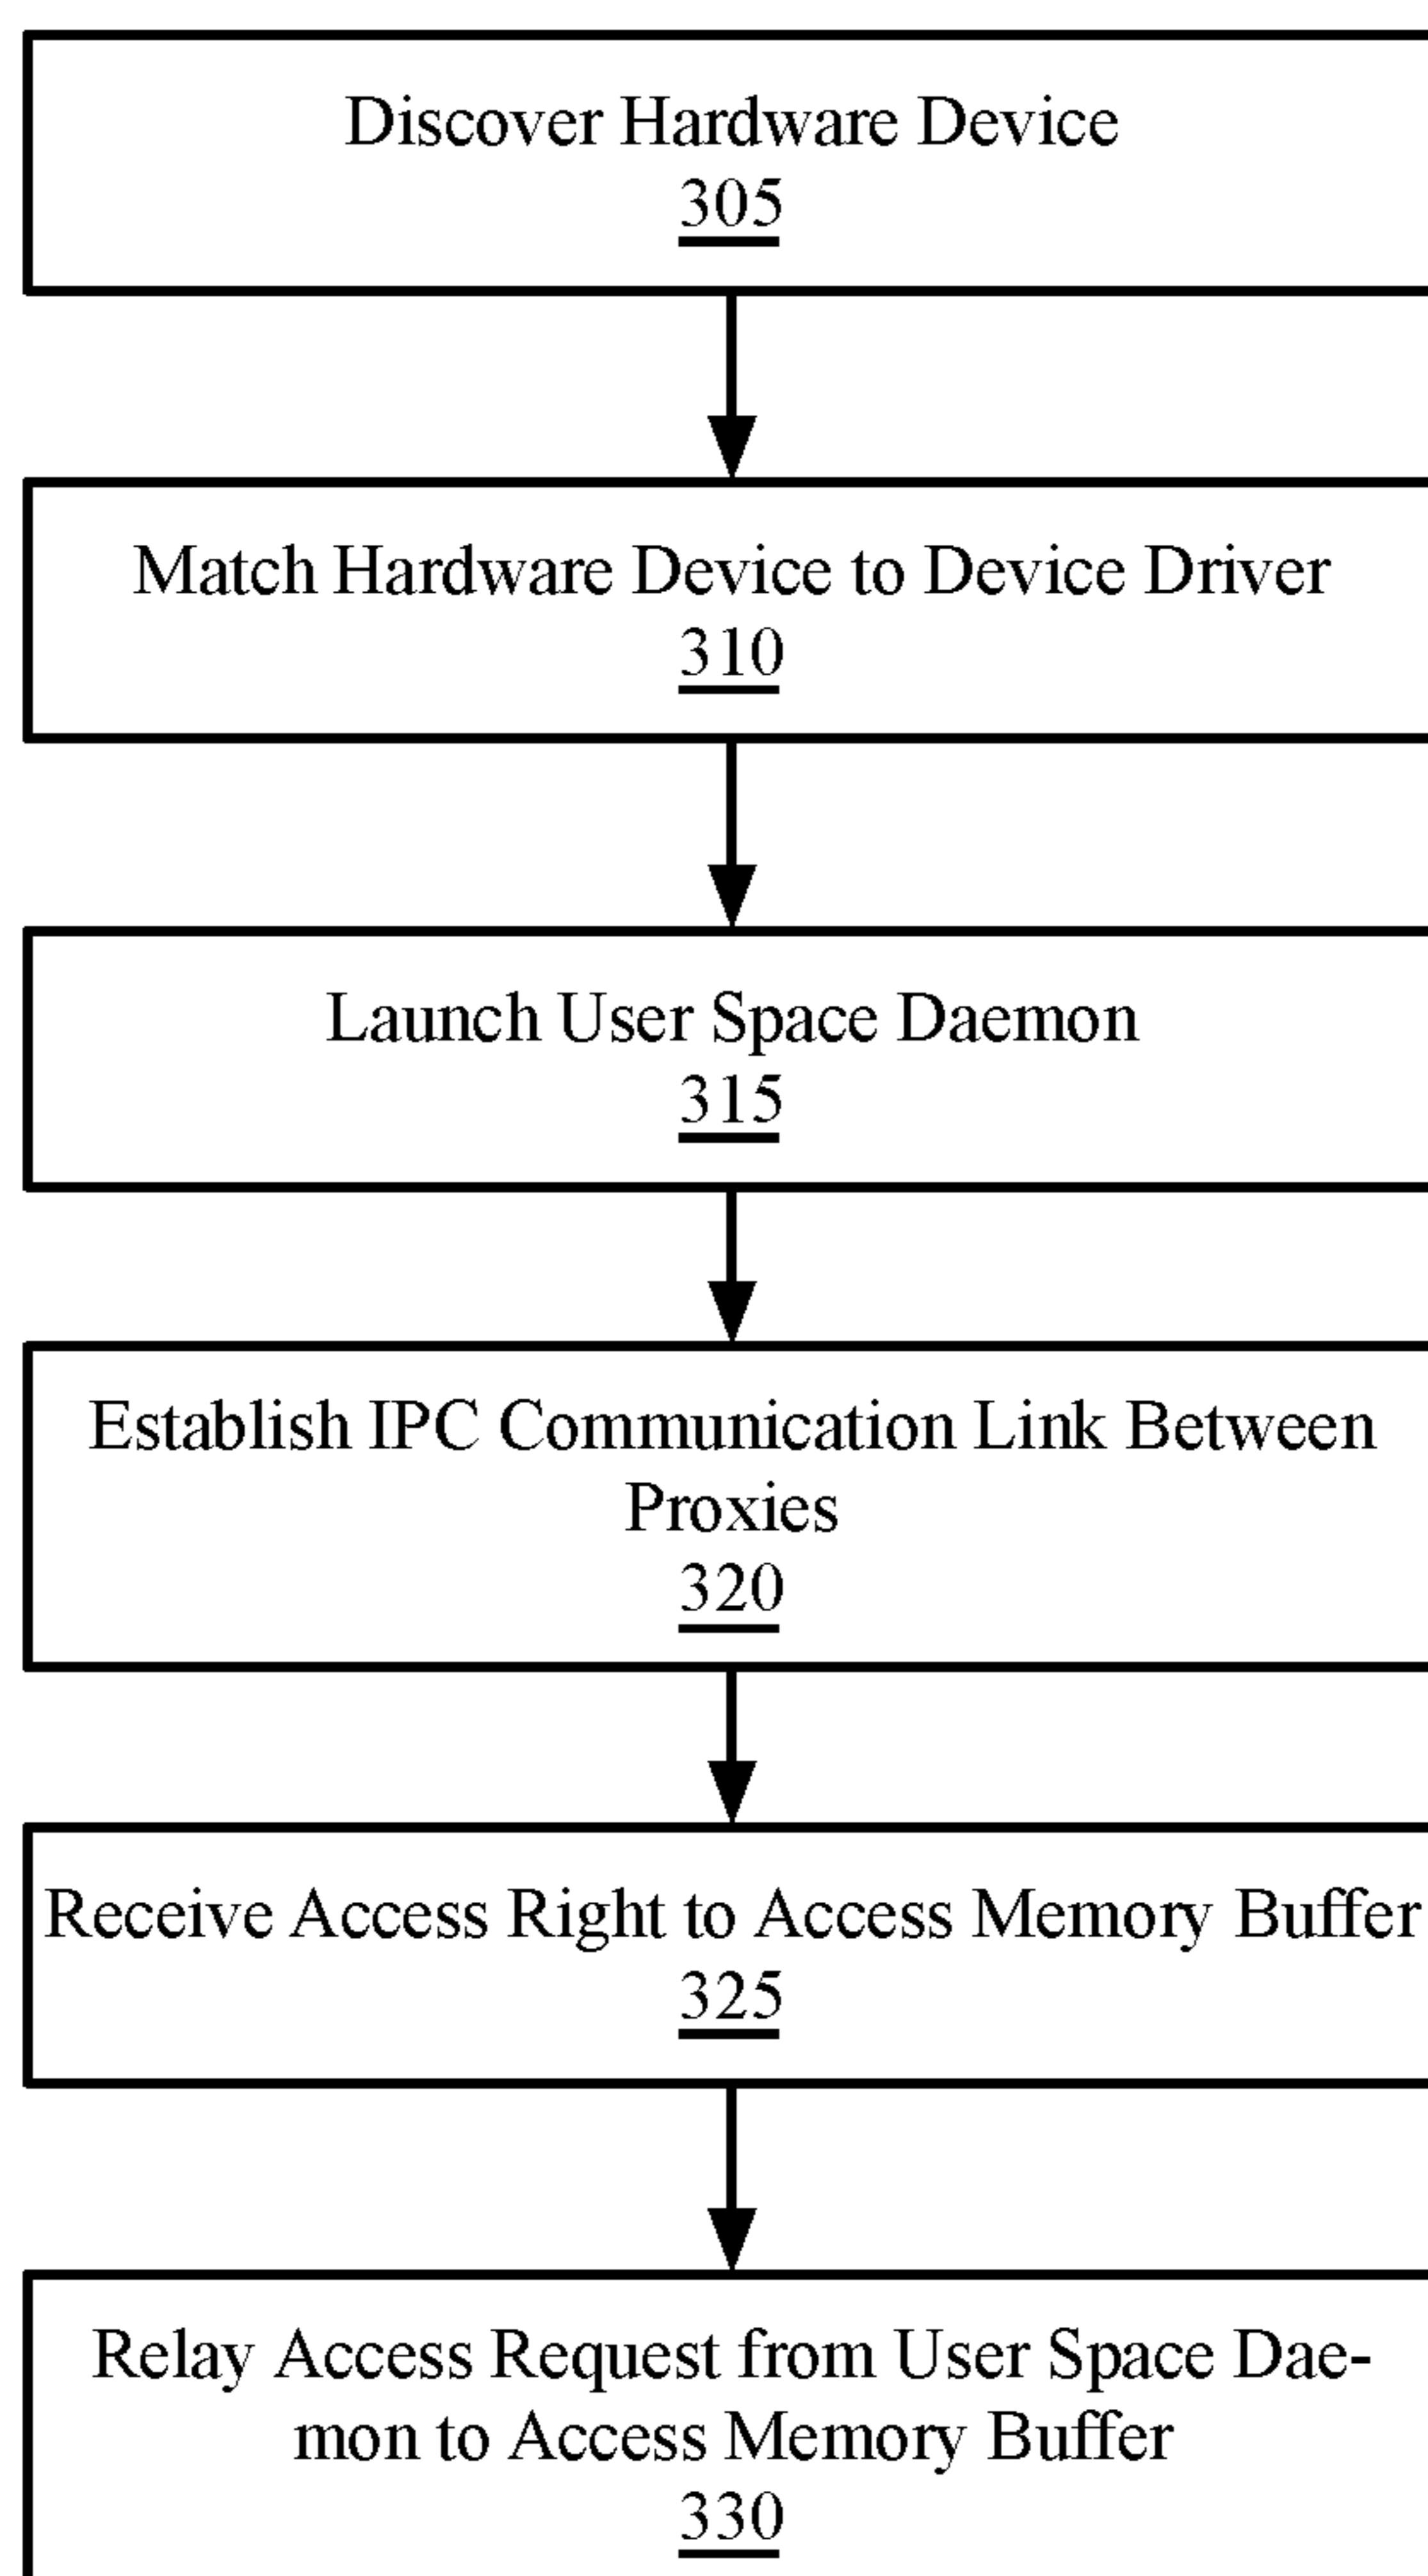 Discover Hardware Device
305
Match Hardware Device to Device Driver
310
Launch User Space Daemon
315
Establish IPC Communication Link Between
Proxies
320
Receive Access Right to Access Memory Buffer
325
Relay Access Request from User Space Dae-
mon to Access Memory Buffer
330